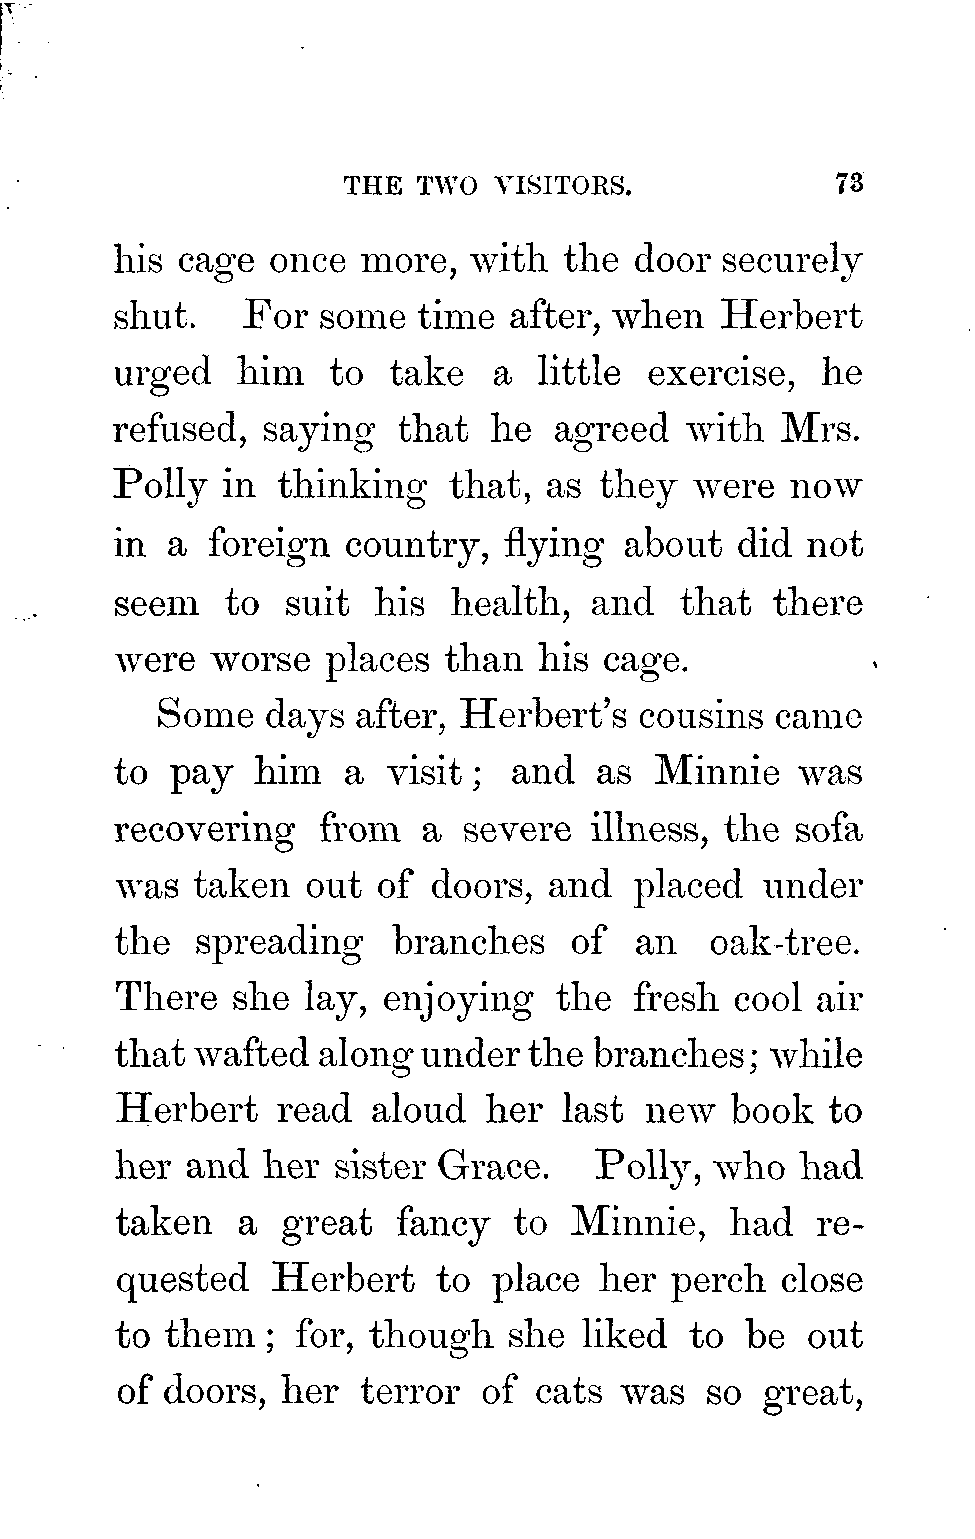 THE TWO VISITORS. 73
his cage once more, with the door securely
shut. For some time after, when Herbert
urged him to take a little exercise, he
refused, saying that he agreed with Mrs.
Polly in thinking that, as they were now
in a foreign country, flying about did not
seem to suit his health, and that there
were worse places than his cage.
Some days after, Herbert's cousins came
to pay him a visit; and as Minnie was
recovering from a severe illness, the sofa
was taken out of doors, and placed under
the spreading branches of an oak-tree.
There she lay, enjoying the fresh cool air
that wafted along under the branches; while
Herbert read aloud her last new book to
her and her sister Grace. Polly, who had
taken a great fancy to Minnie, had re-
quested Herbert to place her perch close
to them; for, though she liked to be out
of doors, her terror of cats was so great,